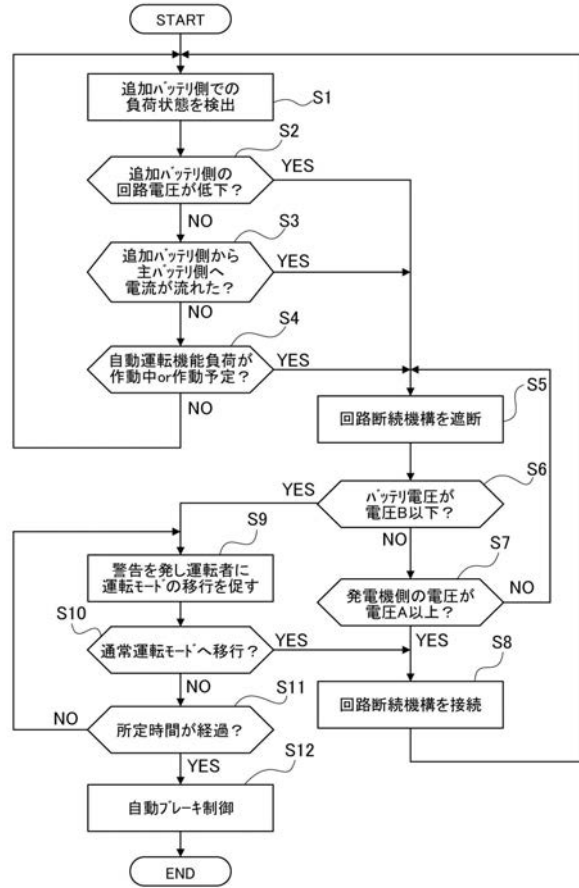 START
追加バッテリ側での
負荷状態を検出
S1
S2
追加バッテリ側の
回路電圧が低下？
YES
NO
S3
追加バッテリ側から
主バッテリ側へ
電流が流れた？
YES
NO
S4
自動運転機能負荷が
作動中or作動予定？
YES
NO
S5
回路断続機構を遮断
S6
バッテリ電圧が
電圧B以下？
YES
NO
S7
発電機側の電圧が
電圧A以上？
NO
YES
S8
回路断続機構を接続
S9
警告を発し運転者に
運転モードの移行を促す
S10
通常運転モードへ移行？
YES
NO
S11
所定時間が経過？
NO
YES
S12
自動ブレーキ制御
END